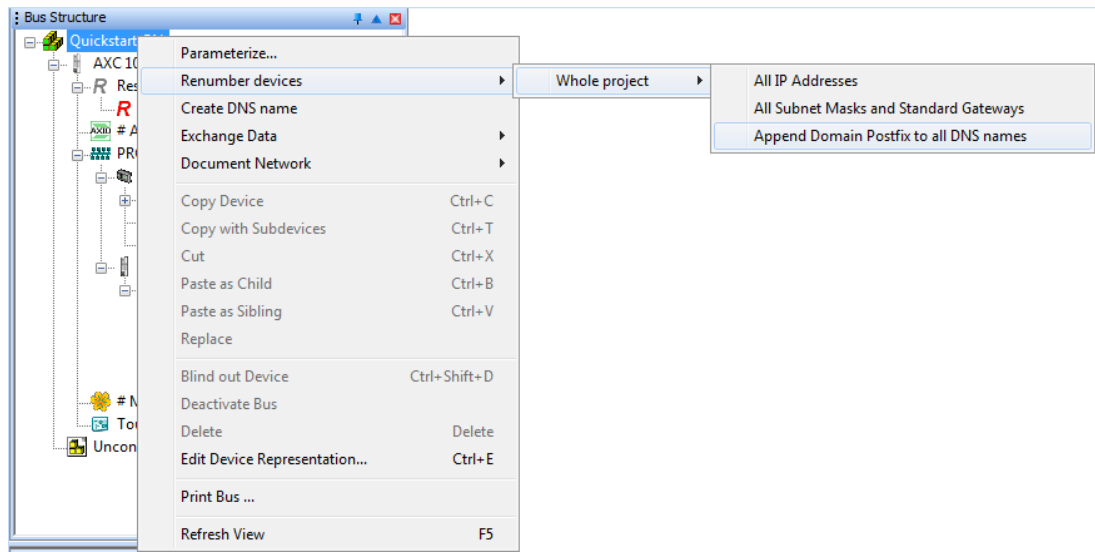 Bus Structure
Quickstart
AXC 10
Parameterize...
Renumber devices
Whole project
All IP Addresses
R Res
Create DNS name
All Subnet Masks and Standard Gateways
R
AXIO # A
Exchange Data
Append Domain Postfix to all DNS names
PRO
Document Network
Copy Device Ctrl+C
Copy with Subdevices Ctrl+T
Cut Ctrl+X
Paste as Child Ctrl+B
Paste as Sibling Ctrl+V
Replace
Blind out Device Ctrl+Shift+D
# N
Deactivate Bus
Tou
Delete Delete
Uncon
Edit Device Representation... Ctrl+E
Print Bus ...
Refresh View F5